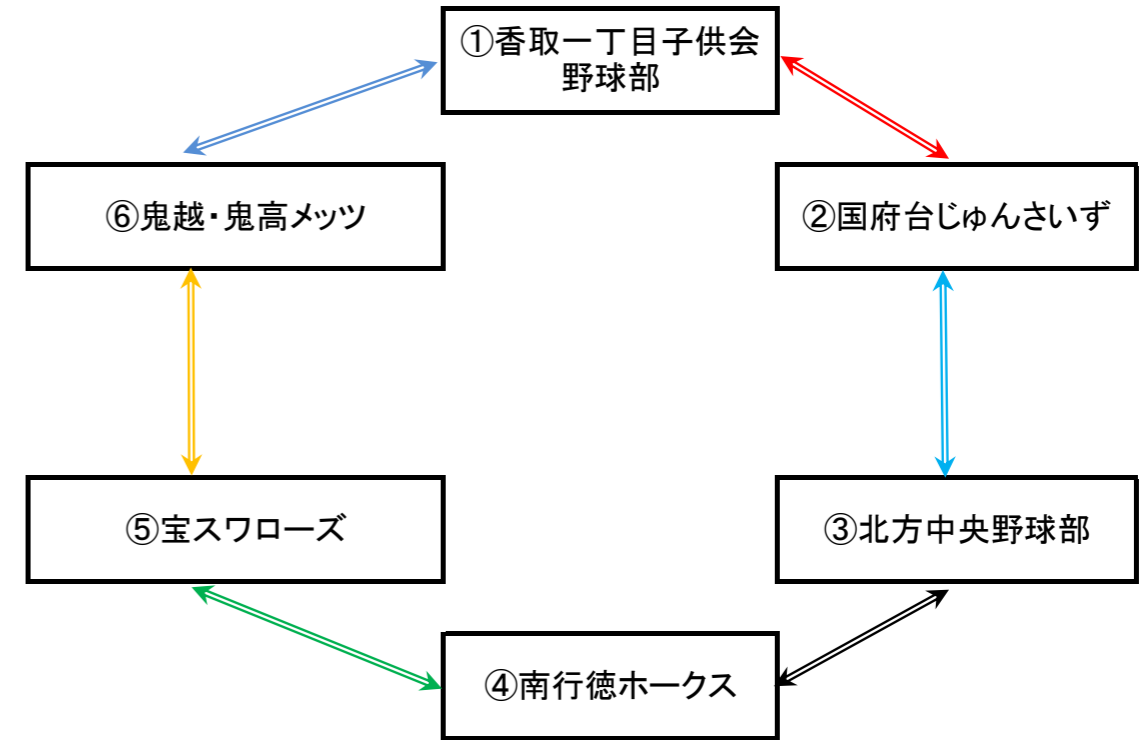 ①香取一丁目子供会
野球部
②国府台じゅんさいず
③北方中央野球部
④南行徳ホークス
⑤宝スワローズ
⑥鬼越・鬼高メッツ